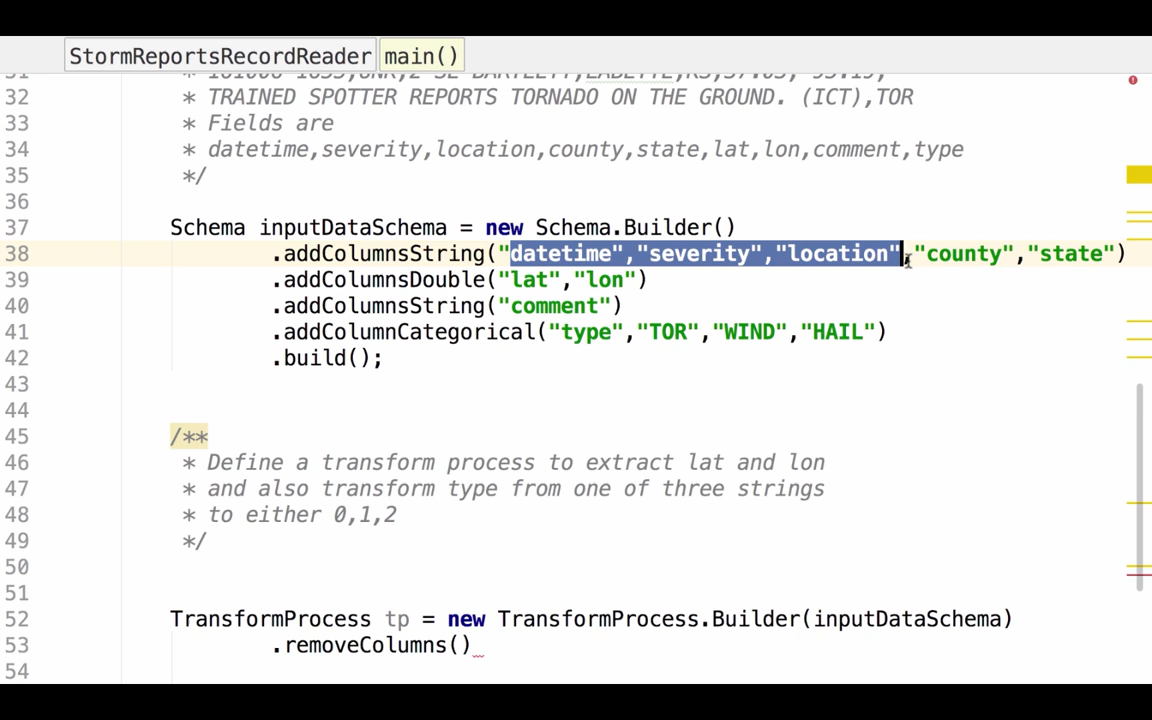 StormReportsRecordReader main()
32 * TRAINED SPOTTER REPORTS TORNADO ON THE GROUND. (ICT),TOR
33 * Fields are
34 * datetime,severity,location,county,state,lat,lon,comment,type
35 */
36
37 Schema inputDataSchema = new Schema.Builder()
38 .addColumnsString("datetime","severity","location","county","state")
39 .addColumnsDouble("lat","lon")
40 .addColumnsString("comment")
41 .addColumnCategorical("type","TOR","WIND","HAIL")
42 .build();
43
44
45 /**
46 * Define a transform process to extract lat and lon
47 * and also transform type from one of three strings
48 * to either 0,1,2
49 */
50
51
52 TransformProcess tp = new TransformProcess.Builder(inputDataSchema)
53 .removeColumns()
54